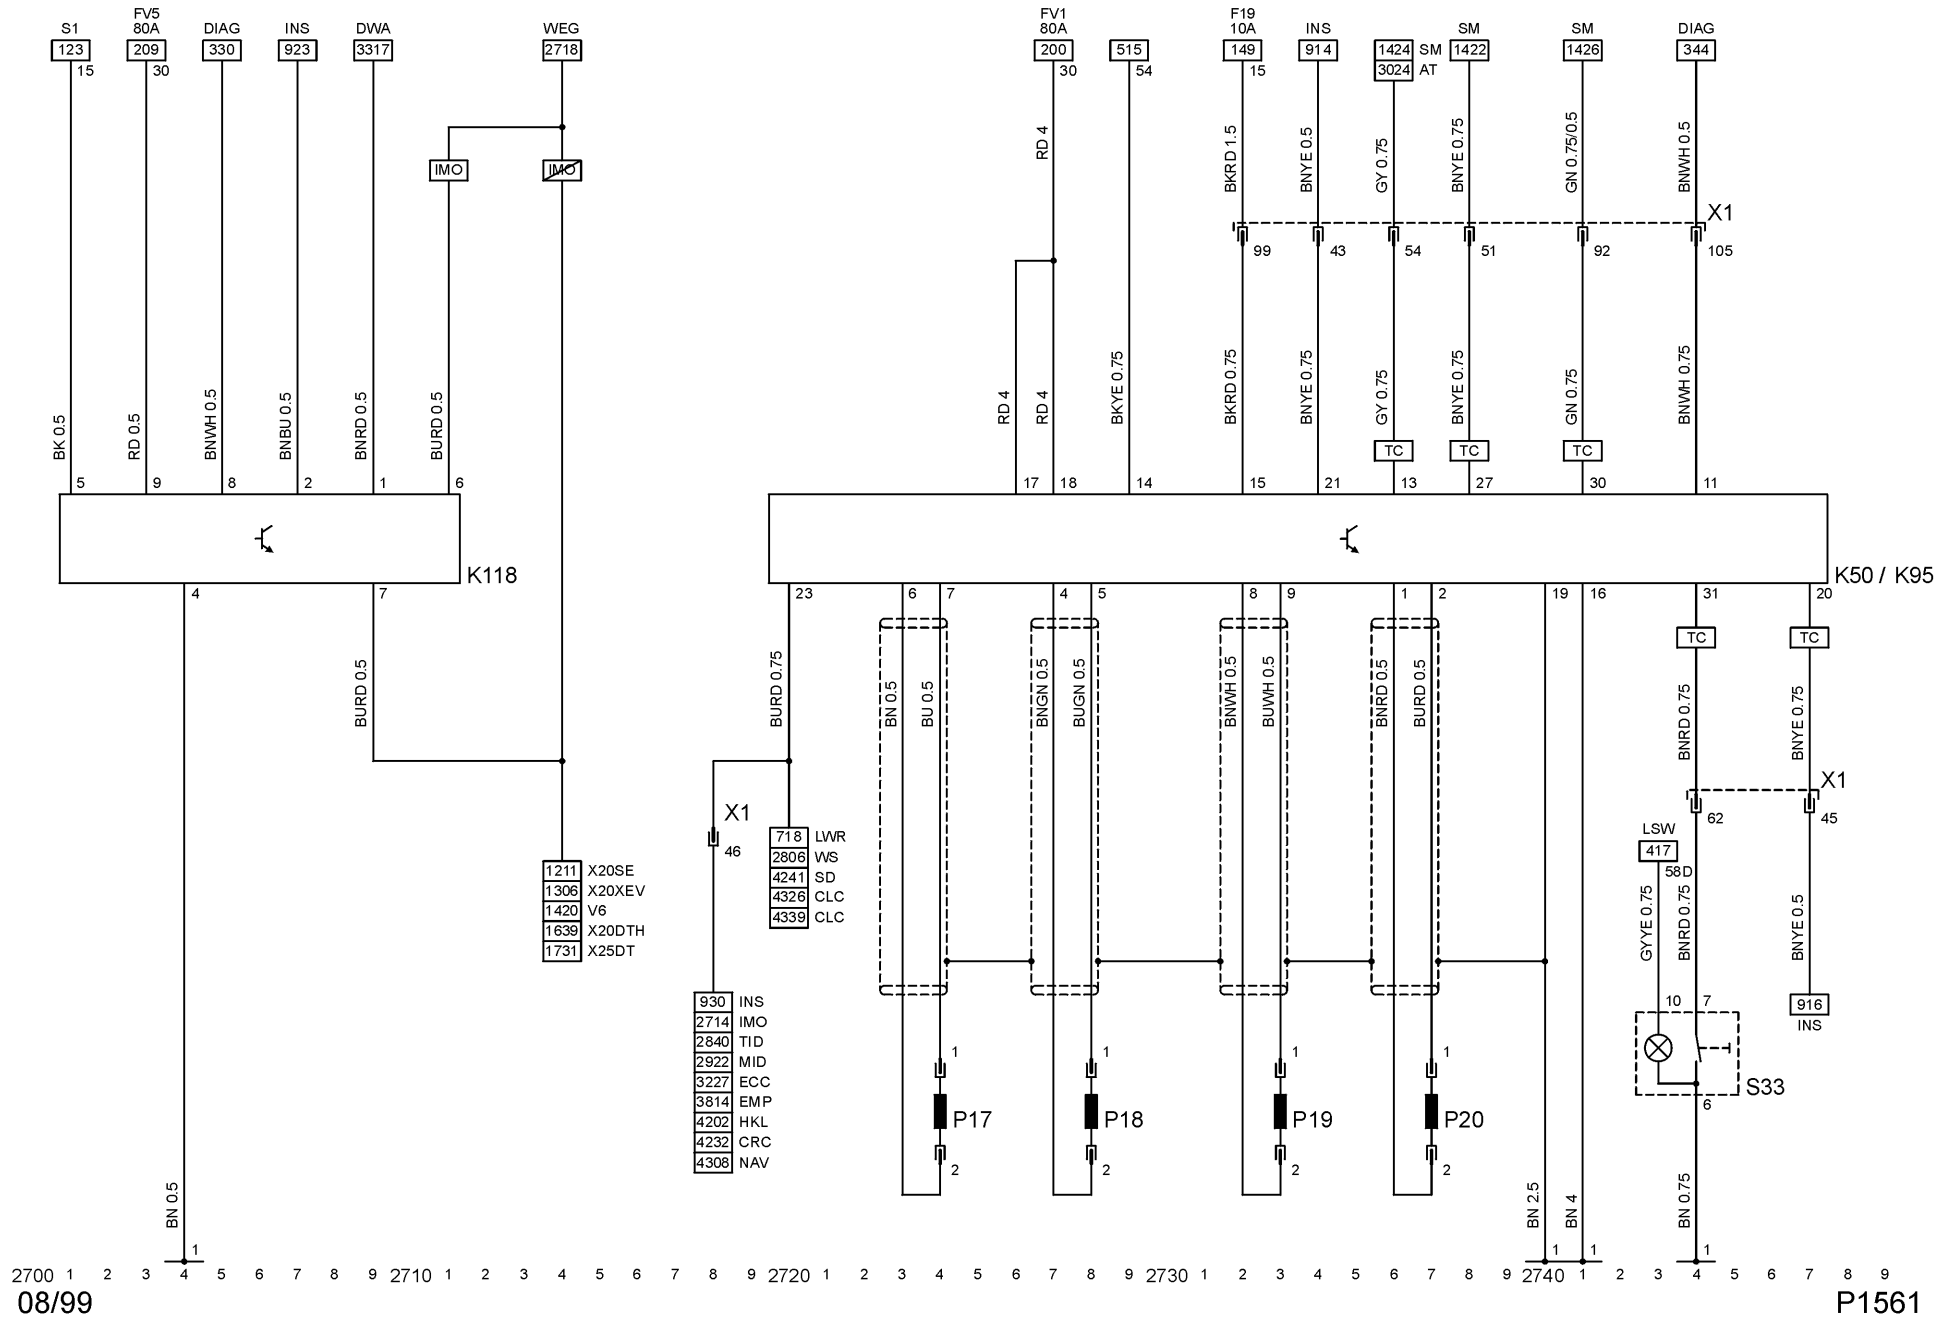 FV5 FV1 F19
S1 80A DIAG INS DWA WEG 80A 10A INS SM SM DIAG
123 209 330 923 3317 2718 200 515 149 914 1424 SM 1422 1426 344
15 30 30 54 15 3024 AT
RD 4 BKRD 1.5 BNYE 0.5 GY 0.75 BNYE 0.75 GN 0.75/0.5 BNWH 0.5
IMO IMO
X1
99 43 54 51 92 105
BK 0.5 RD 0.5 BNWH 0.5 BNBU 0.5 BNRD 0.5 BURD 0.5 RD 4 RD 4 BKYE 0.75 BKRD 0.75 BNYE 0.75 GY 0.75 BNYE 0.75 GN 0.75 BNWH 0.75
TC TC TC
5 9 8 2 1 6 17 18 14 15 21 13 27 30 11
K118 K50 / K95
4 7 23 6 7 4 5 8 9 1 2 19 16 31 20
TC TC
BURD 0.5 BURD 0.75 BN 0.5 BU 0.5 BNGN 0.5 BUGN 0.5 BNWH 0.5 BUWH 0.5 BNRD 0.5 BURD 0.5 BNRD 0.75 BNYE 0.75
X1
X1
62 45
46
718 LWR
2806 WS
4241 SD
4326 CLC
4339 CLC
LSW
417
58D
1211 X20SE
1306 X20XEV
1420 V6
1639 X20DTH
1731 X25DT
GYYE 0.75 BNRD 0.75 BNYE 0.5
930 INS
2714 IMO
2840 TID
2922 MID
3227 ECC
3814 EMP
4202 HKL
4232 CRC
4308 NAV
10 7 916
INS
1 1 1 1
P17 P18 P19 P20
S33
6
2 2 2 2
BN 0.5 BN 2.5 BN 4 BN 0.75
1 1 1 1
2700 1 2 3 4 5 6 7 8 9 2710 1 2 3 4 5 6 7 8 9 2720 1 2 3 4 5 6 7 8 9 2730 1 2 3 4 5 6 7 8 9 2740 1 2 3 4 5 6 7 8 9
08/99 P1561